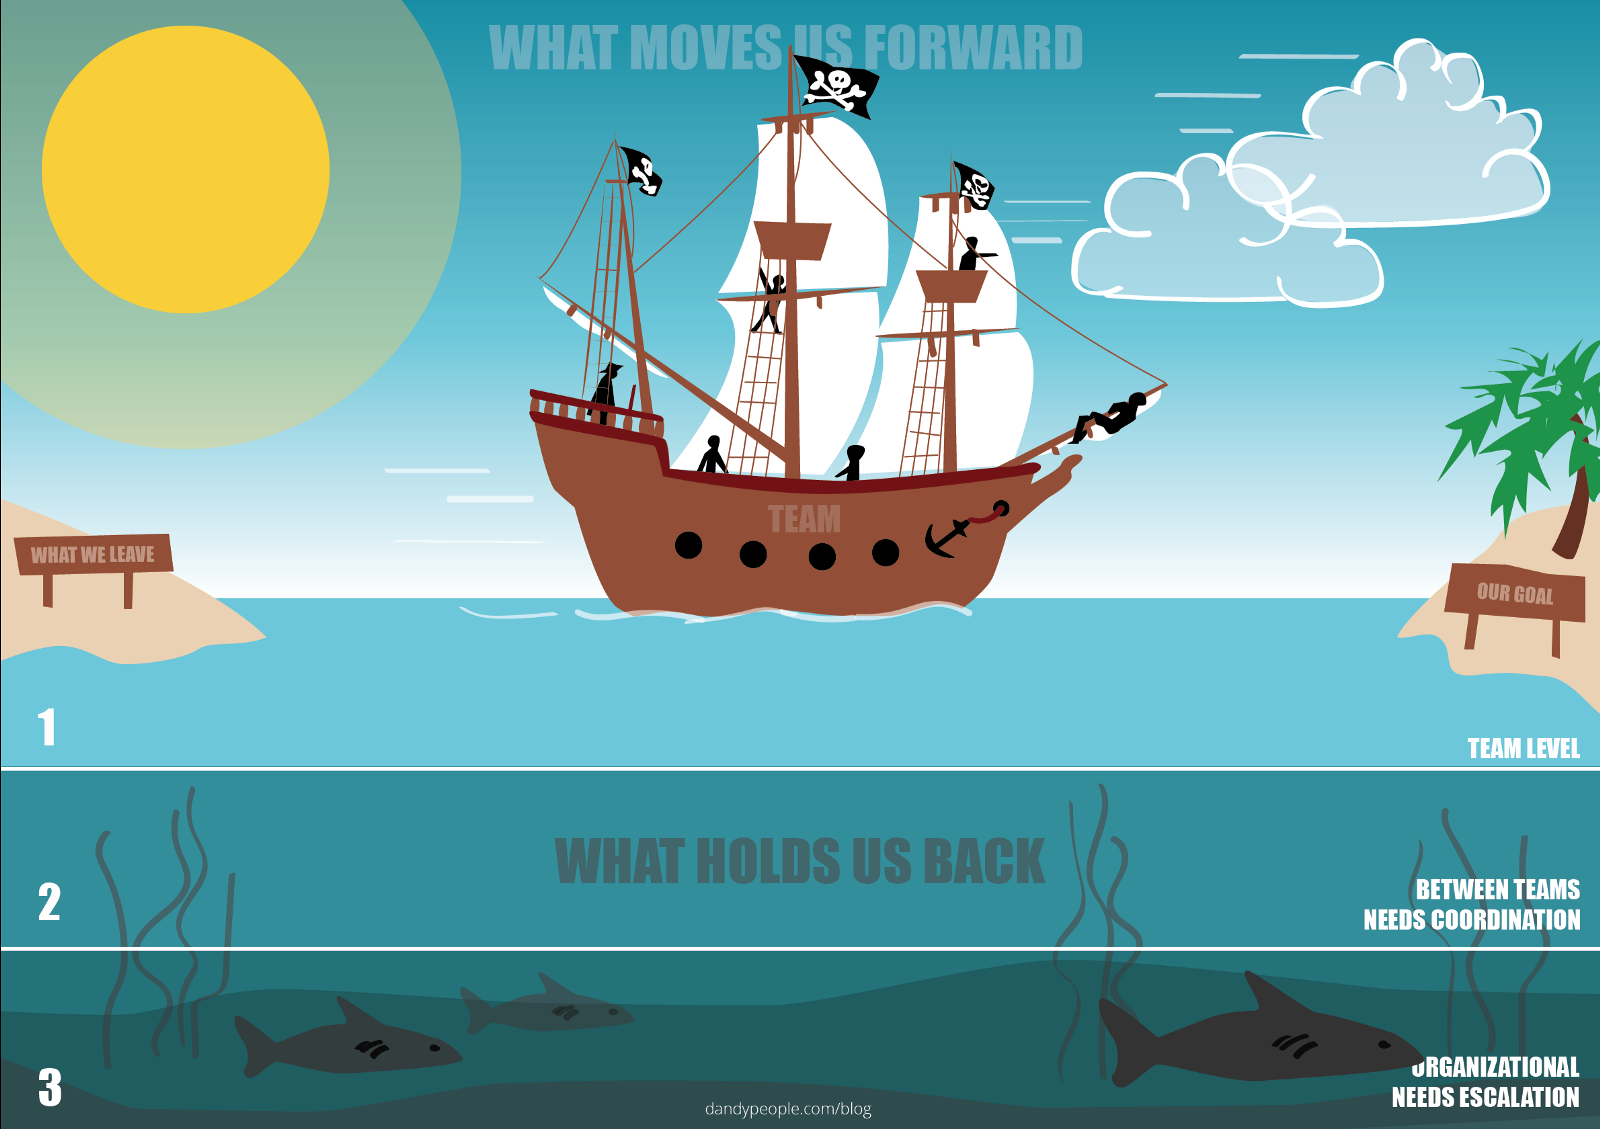 WHAT MOVES US FORWARD
TEAM
WHAT WE LEAVE
OUR GOAL
1
TEAM LEVEL
WHAT HOLDS US BACK
2
BETWEEN TEAMS
NEEDS COORDINATION
3
ORGANIZATIONAL
NEEDS ESCALATION
dandypeople.com/blog